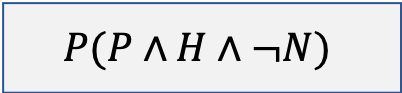 P(P ∧ H ∧ ¬N)